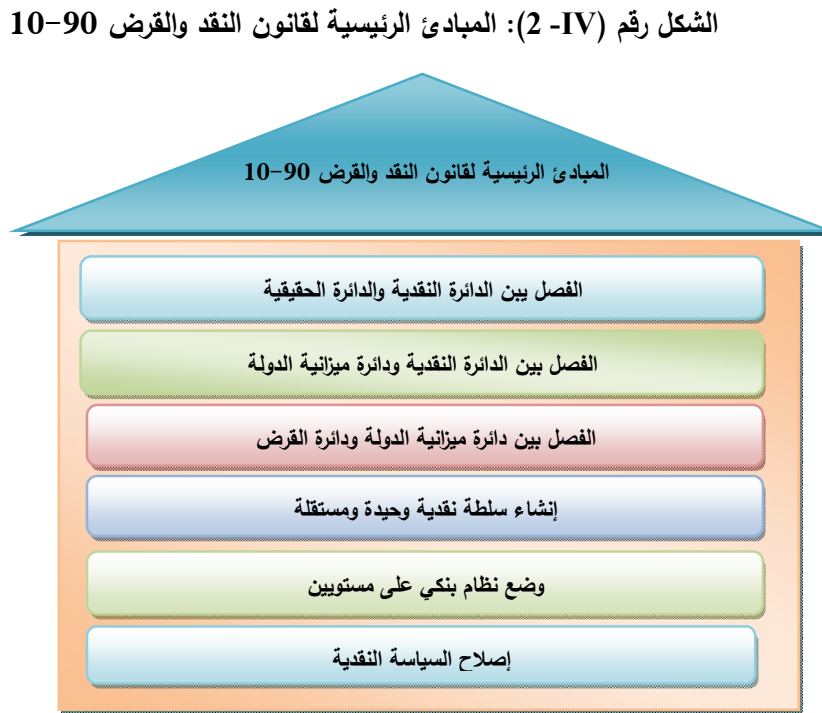 الشكل رقم (2 -IV): المبادئ الرئيسية لقانون النقد والقرض 90-10
المبادئ الرئيسية لقانون النقد والقرض 90-10
الفصل يبن الدائرة النقدية والدائرة الحقيقية
الفصل بين الدائرة النقدية ودائرة ميزانية الدولة
الفصل بين دائرة ميزانية الدولة ودائرة القرض
إنشاء سلطة نقدية وحيدة ومستقلة
وضع نظام بنكي على مستويين
إصلاح السياسة النقدية